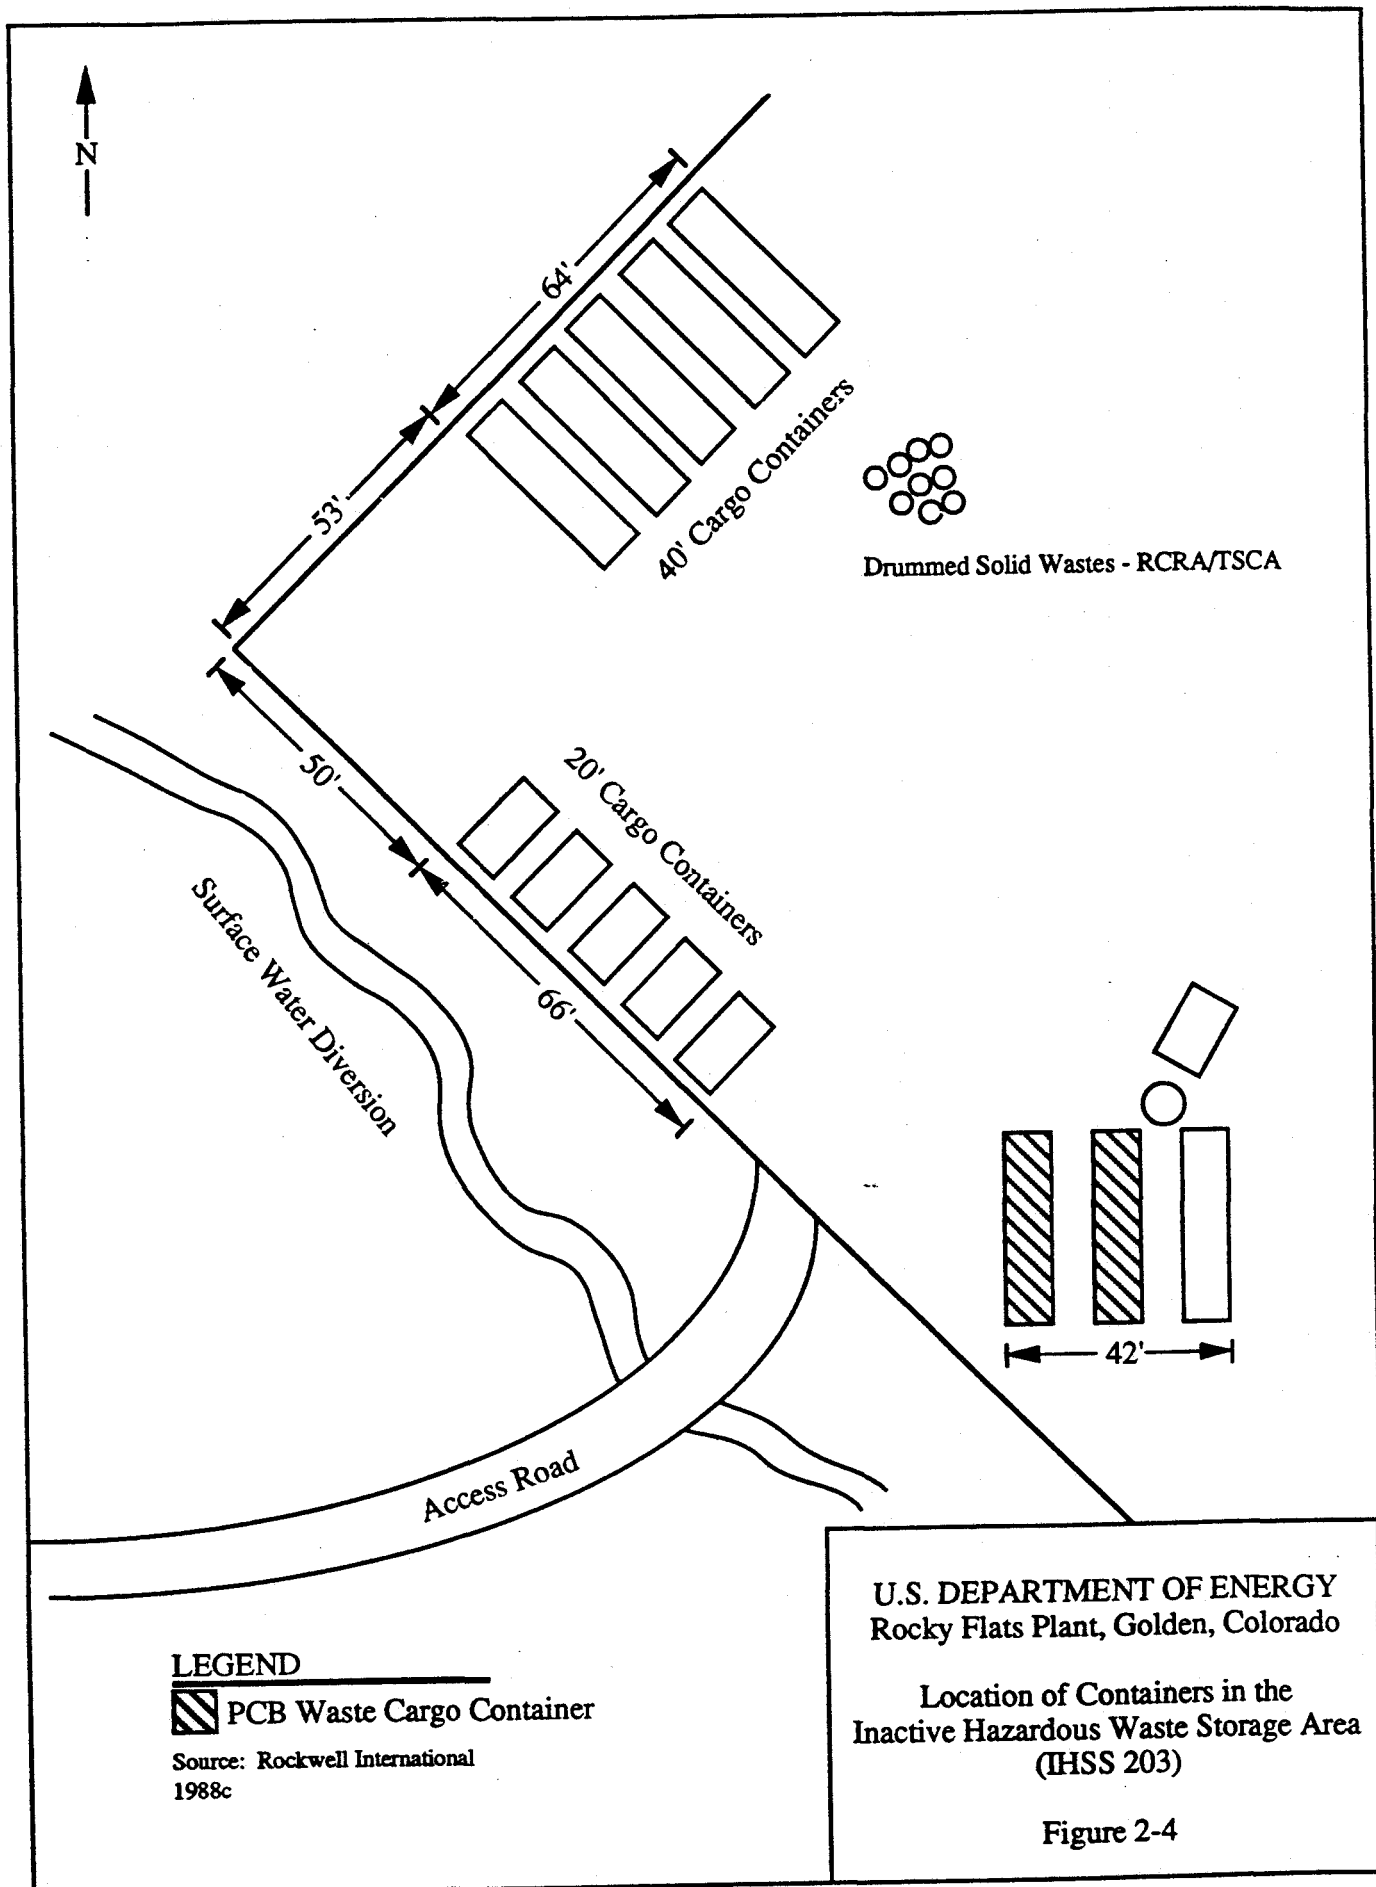 N
64'
53'
40' Cargo Containers
Drummed Solid Wastes - RCRA/TSCA
50'
20' Cargo Containers
Surface Water Diversion
66'
42'
Access Road
LEGEND
PCB Waste Cargo Container
Source: Rockwell International
1988c
U.S. DEPARTMENT OF ENERGY
Rocky Flats Plant, Golden, Colorado
Location of Containers in the
Inactive Hazardous Waste Storage Area
(IHSS 203)
Figure 2-4